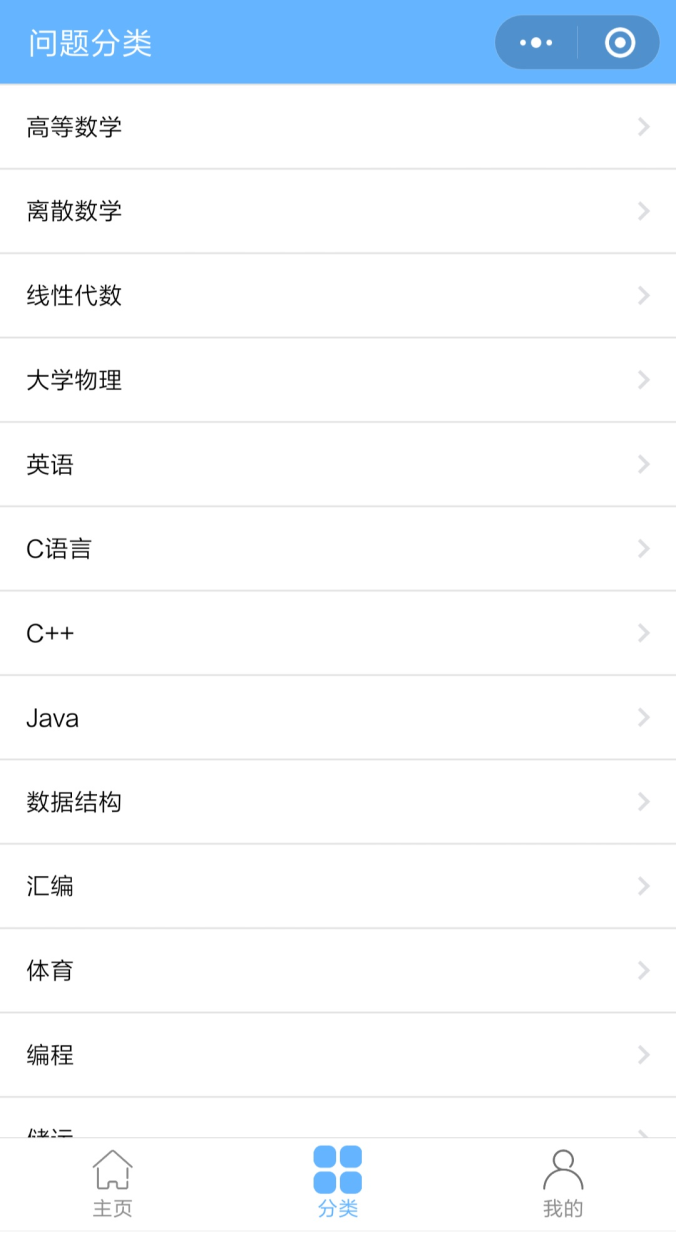 问题分类
高等数学
离散数学
线性代数
大学物理
英语
C语言
C++
Java
数据结构
汇编
体育
编程
储运
主页
分类
我的